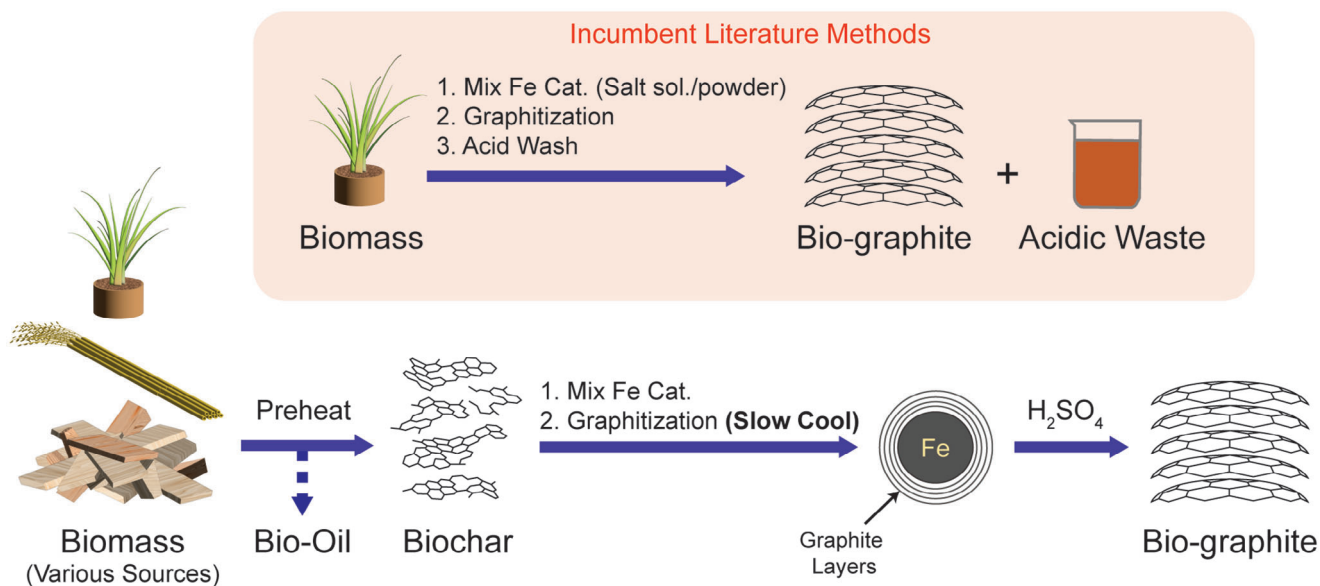 Incumbent Literature Methods
1. Mix Fe Cat. (Salt sol./powder)
2. Graphitization
3. Acid Wash
+
Biomass
Bio-graphite
Acidic Waste
Preheat
1. Mix Fe Cat.
2. Graphitization (Slow Cool)
H₂SO₄
Fe
Biomass
(Various Sources)
Bio-Oil
Biochar
Graphite
Layers
Bio-graphite